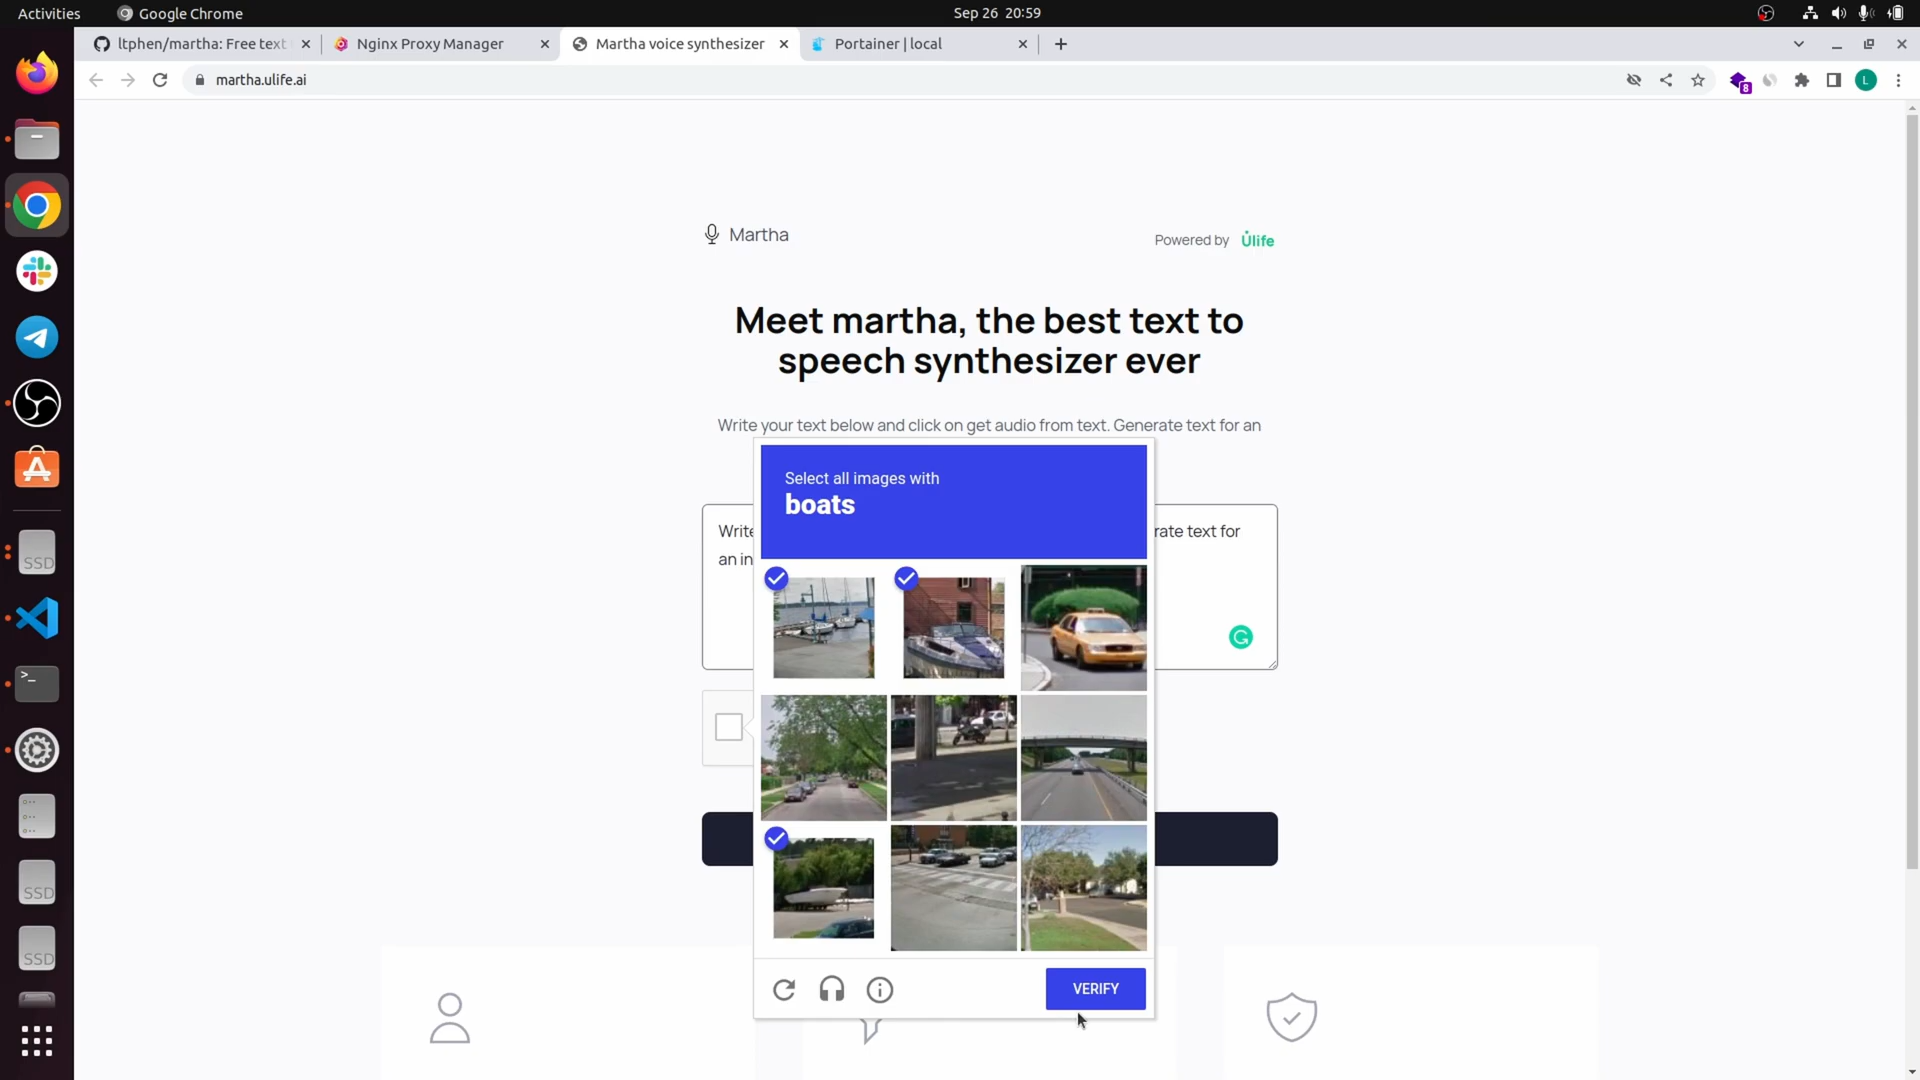 Activities
Google Chrome
Sep 26 20:59
ltphen/martha: Free text
Nginx Proxy Manager
Martha voice synthesizer
Portainer | local
martha.ulife.ai
8
L
Martha
Powered by Ulife
Meet martha, the best text to
speech synthesizer ever
Write your text below and click on get audio from text. Generate text for an
Select all images with
boats
Write
rate text for
an in
VERIFY
SSD
>_
SSD
SSD